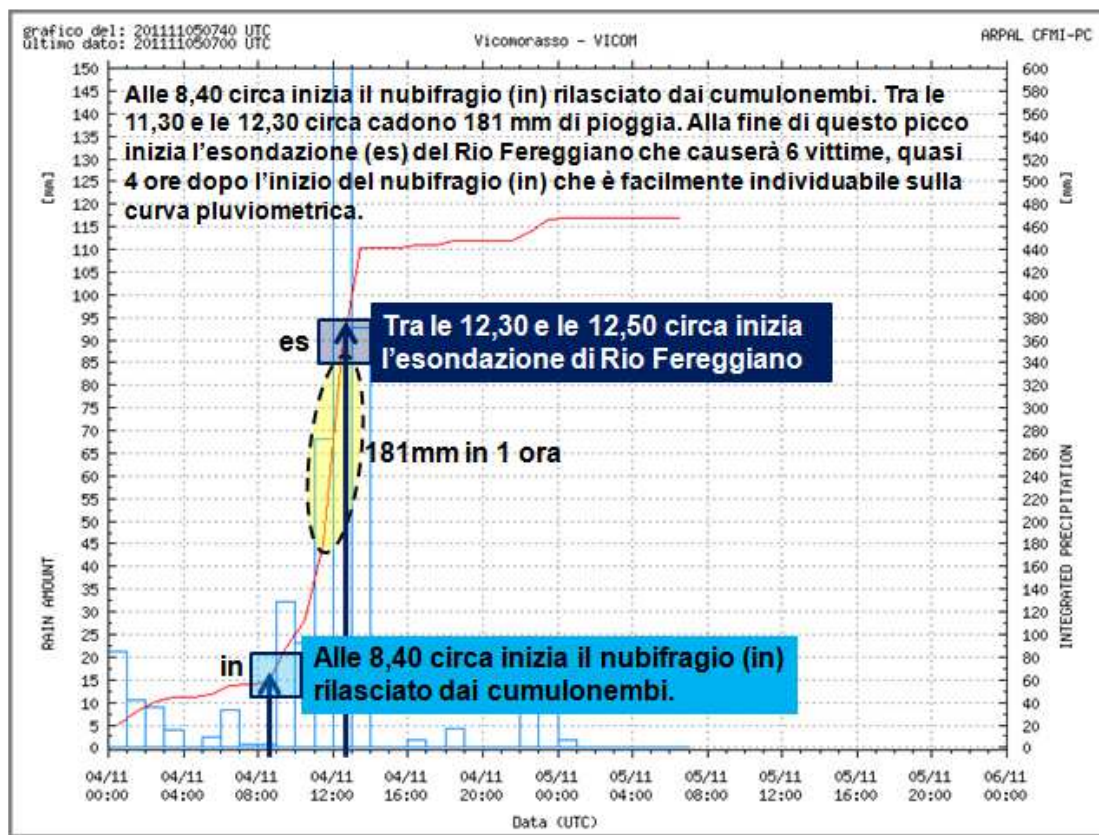 grafico del: 201111050740 UTC
ultimo dato: 201111050700 UTC
Vicomorasso - VICOM
ARPAL CFMI-PC
Alle 8,40 circa inizia il nubifragio (in) rilasciato dai cumulonembi. Tra le
11,30 e le 12,30 circa cadono 181 mm di pioggia. Alla fine di questo picco
inizia l'esondazione (es) del Rio Fereggiano che causerà 6 vittime, quasi
4 ore dopo l'inizio del nubifragio (in) che è facilmente individuabile sulla
curva pluviometrica.
150
145
140
135
130
125
120
115
110
105
100
95
90
85
80
75
70
65
60
55
50
45
40
35
30
25
20
15
10
5
0
[mm]
RAIN AMOUNT
600
580
560
540
520
500
480
460
440
420
400
380
360
340
320
300
280
260
240
220
200
180
160
140
120
100
80
60
40
20
0
[mm]
INTEGRATED PRECIPITATION
es
Tra le 12,30 e le 12,50 circa inizia
l'esondazione di Rio Fereggiano
181mm in 1 ora
in
Alle 8,40 circa inizia il nubifragio (in)
rilasciato dai cumulonembi.
04/11 04/11 04/11 04/11 04/11 04/11 05/11 05/11 05/11 05/11 05/11 05/11 06/11
00:00 04:00 08:00 12:00 16:00 20:00 00:00 04:00 08:00 12:00 16:00 20:00 00:00
Data (UTC)